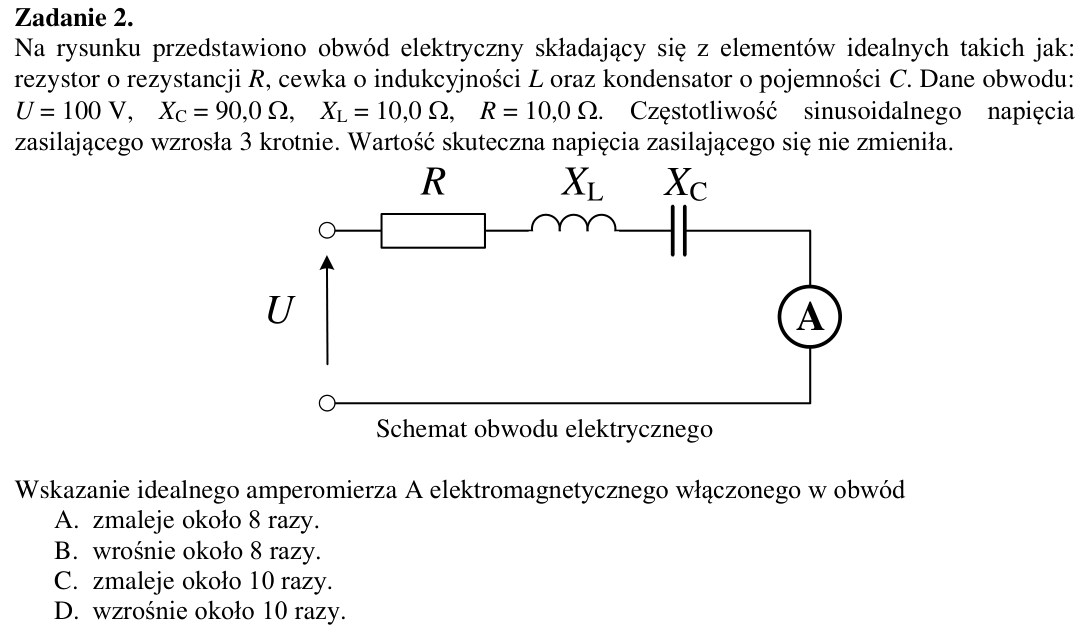 Zadanie 2.
Na rysunku przedstawiono obwód elektryczny składający się z elementów idealnych takich jak:
rezystor o rezystancji R, cewka o indukcyjności L oraz kondensator o pojemności C. Dane obwodu:
U = 100 V, XC = 90,0 Ω, XL = 10,0 Ω, R = 10,0 Ω. Częstotliwość sinusoidalnego napięcia
zasilającego wzrosła 3 krotnie. Wartość skuteczna napięcia zasilającego się nie zmieniła.
R XL XC
U
A
Schemat obwodu elektrycznego
Wskazanie idealnego amperomierza A elektromagnetycznego włączonego w obwód
A. zmaleje około 8 razy.
B. wrośnie około 8 razy.
C. zmaleje około 10 razy.
D. wzrośnie około 10 razy.